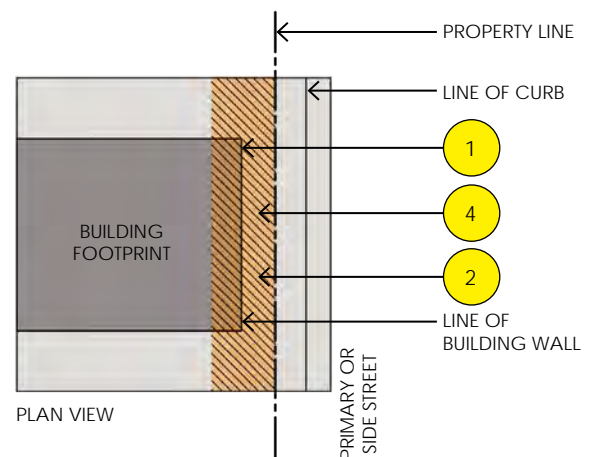 PROPERTY LINE
LINE OF CURB
1
4
BUILDING
FOOTPRINT
2
LINE OF
BUILDING WALL
PLAN VIEW
PRIMARY OR
SIDE STREET